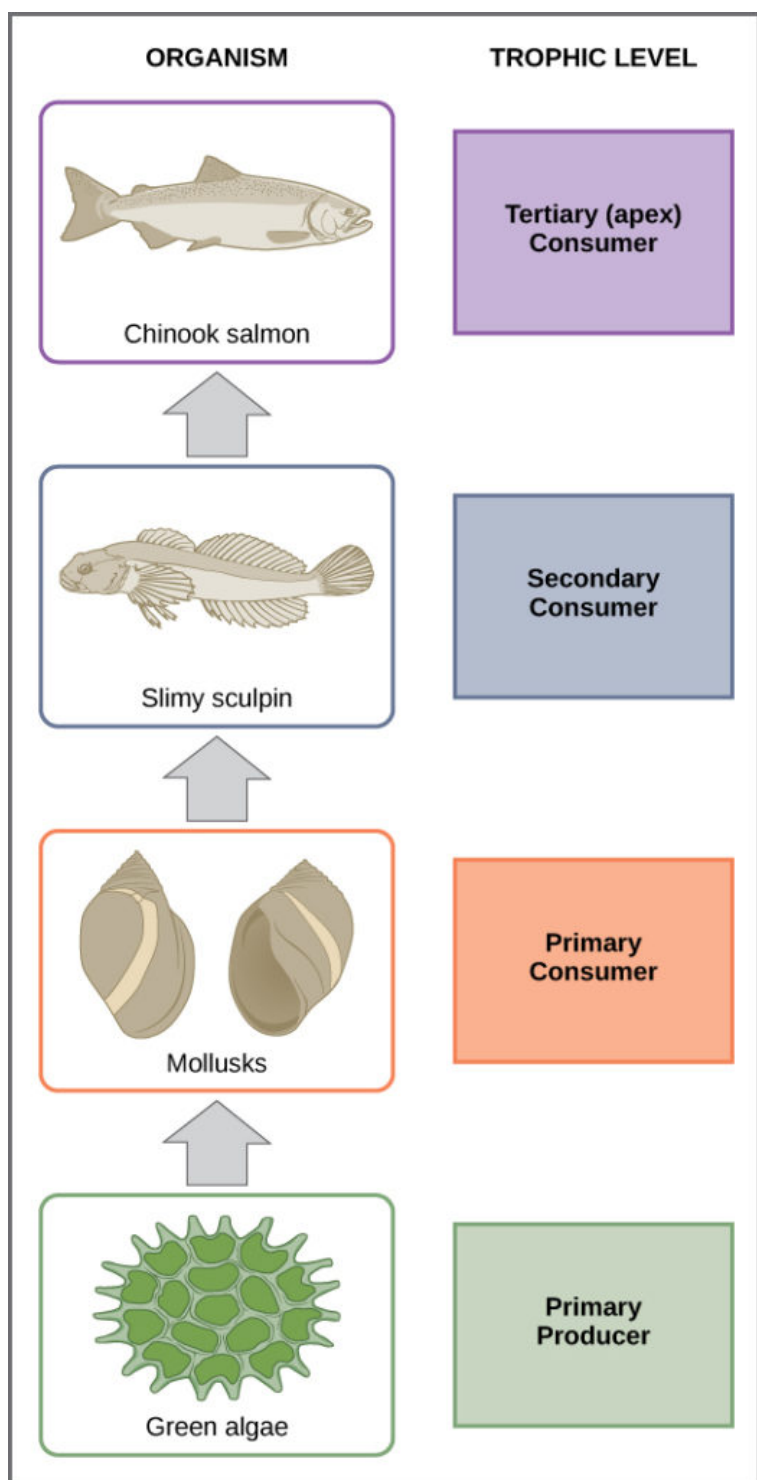 ORGANISM TROPHIC LEVEL
Chinook salmon
Tertiary (apex)
Consumer
Slimy sculpin
Secondary
Consumer
Mollusks
Primary
Consumer
Green algae
Primary
Producer